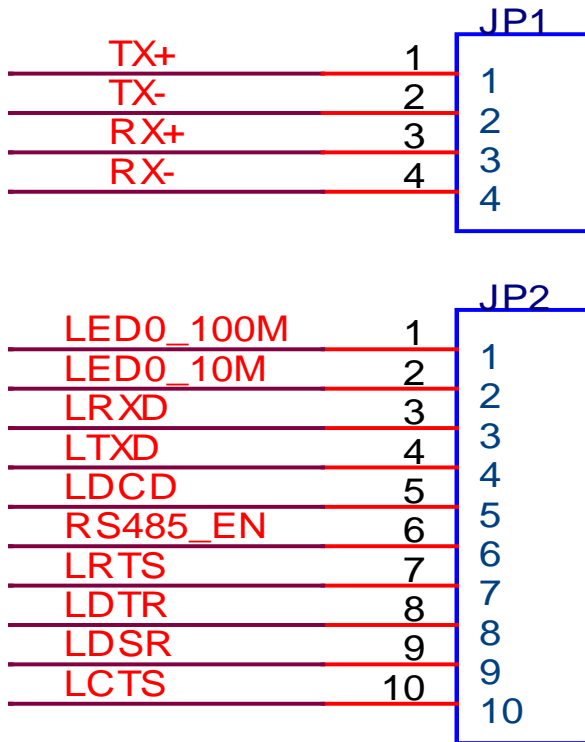 JP1
TX+ 1 1
TX- 2 2
RX+ 3 3
RX- 4 4
JP2
LED0_100M 1 1
LED0_10M 2 2
LRXD 3 3
LTXD 4 4
LDCD 5 5
RS485_EN 6 6
LRTS 7 7
LDTR 8 8
LDSR 9 9
LCTS 10 10